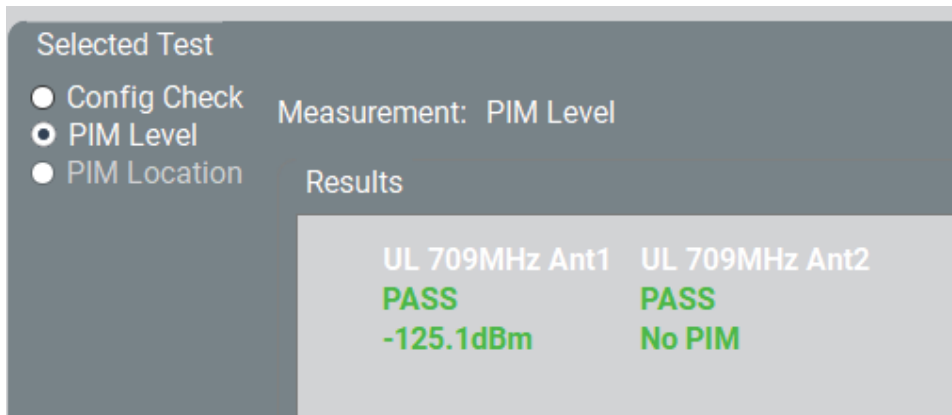 Selected Test
Config Check
PIM Level
PIM Location
Measurement: PIM Level
Results
UL 709MHz Ant1 UL 709MHz Ant2
PASS PASS
-125.1dBm No PIM